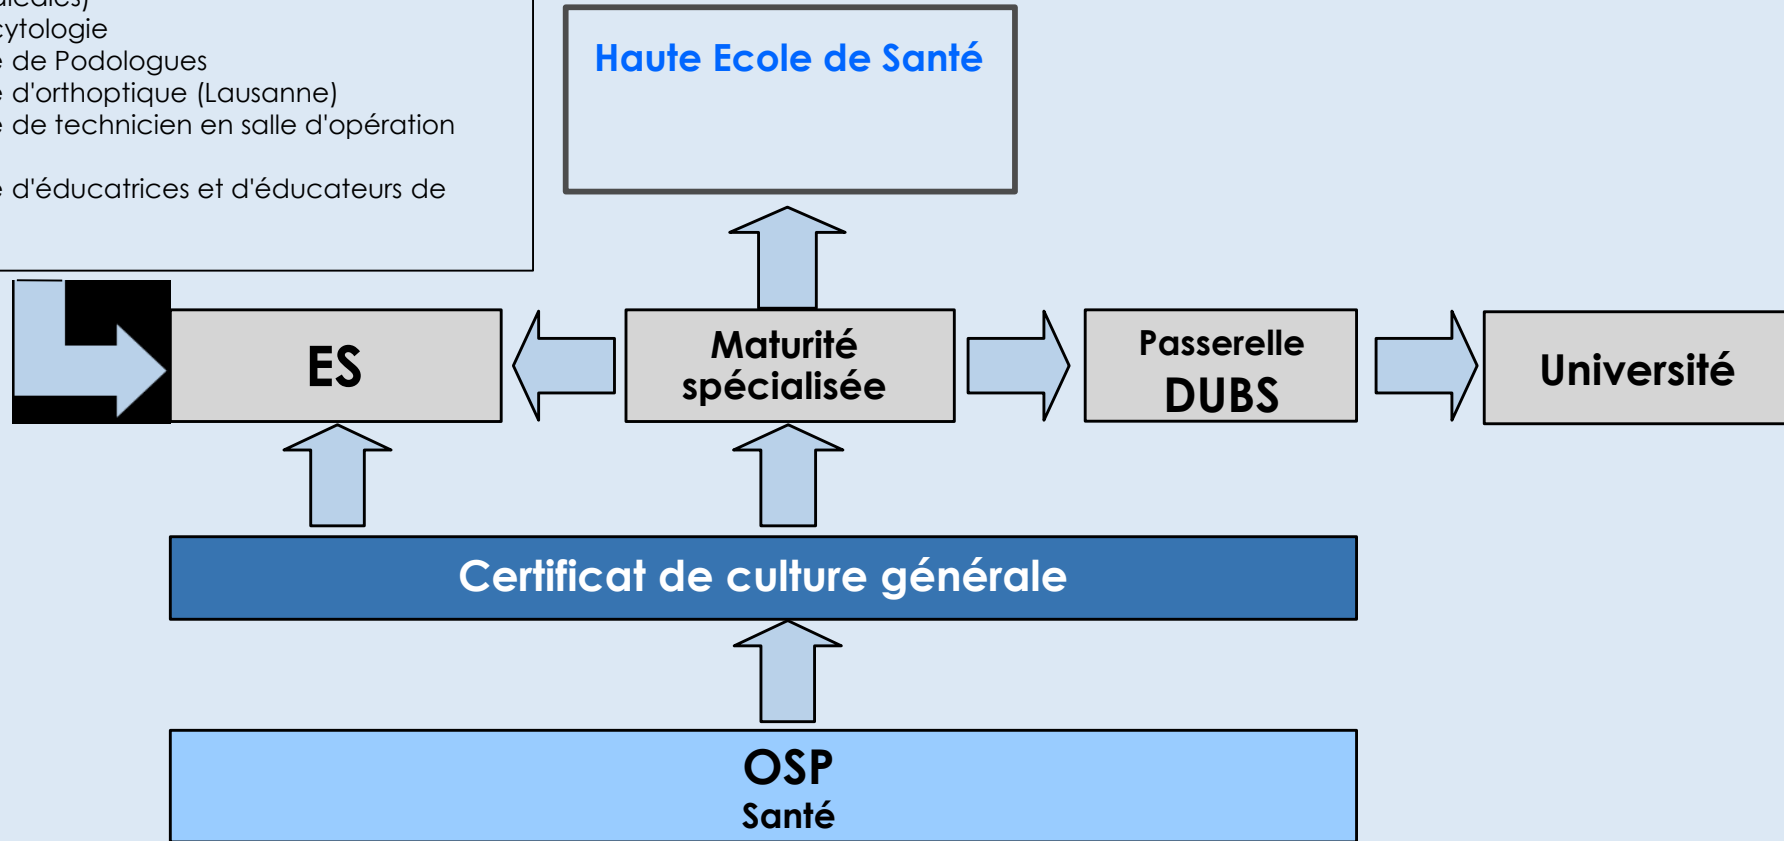 cytologie
de Podologues
d'orthoptique (Lausanne)
de technicien en salle d'opération
d'éducatrices et d'éducateurs de
Haute Ecole de Santé
ES
Maturité
spécialisée
Passerelle
DUBS
Université
Certificat de culture générale
OSP
Santé